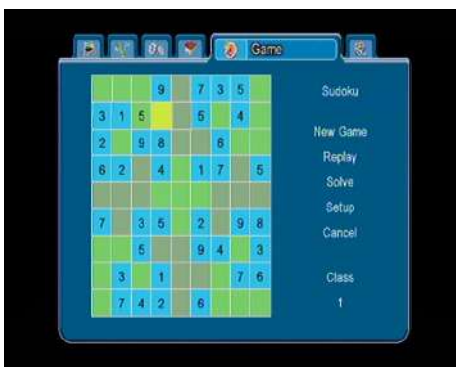 Game
9 7 3 5
3 1 5 5 4
2 9 8 6
6 2 4 1 7 5
7 3 5 2 9 8
5 9 4 3
3 1 7 6
7 4 2 6
Sudoku
New Game
Replay
Solve
Setup
Cancel
Class
1